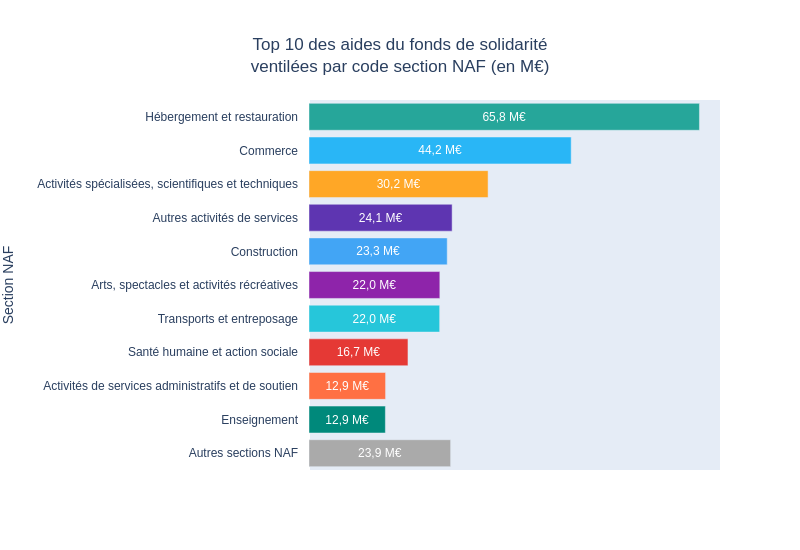 Top 10 des aides du fonds de solidarité
ventilées par code section NAF (en M€)
Section NAF
Hébergement et restauration 65,8 M€
Commerce 44,2 M€
Activités spécialisées, scientifiques et techniques 30,2 M€
Autres activités de services 24,1 M€
Construction 23,3 M€
Arts, spectacles et activités récréatives 22,0 M€
Transports et entreposage 22,0 M€
Santé humaine et action sociale 16,7 M€
Activités de services administratifs et de soutien 12,9 M€
Enseignement 12,9 M€
Autres sections NAF 23,9 M€